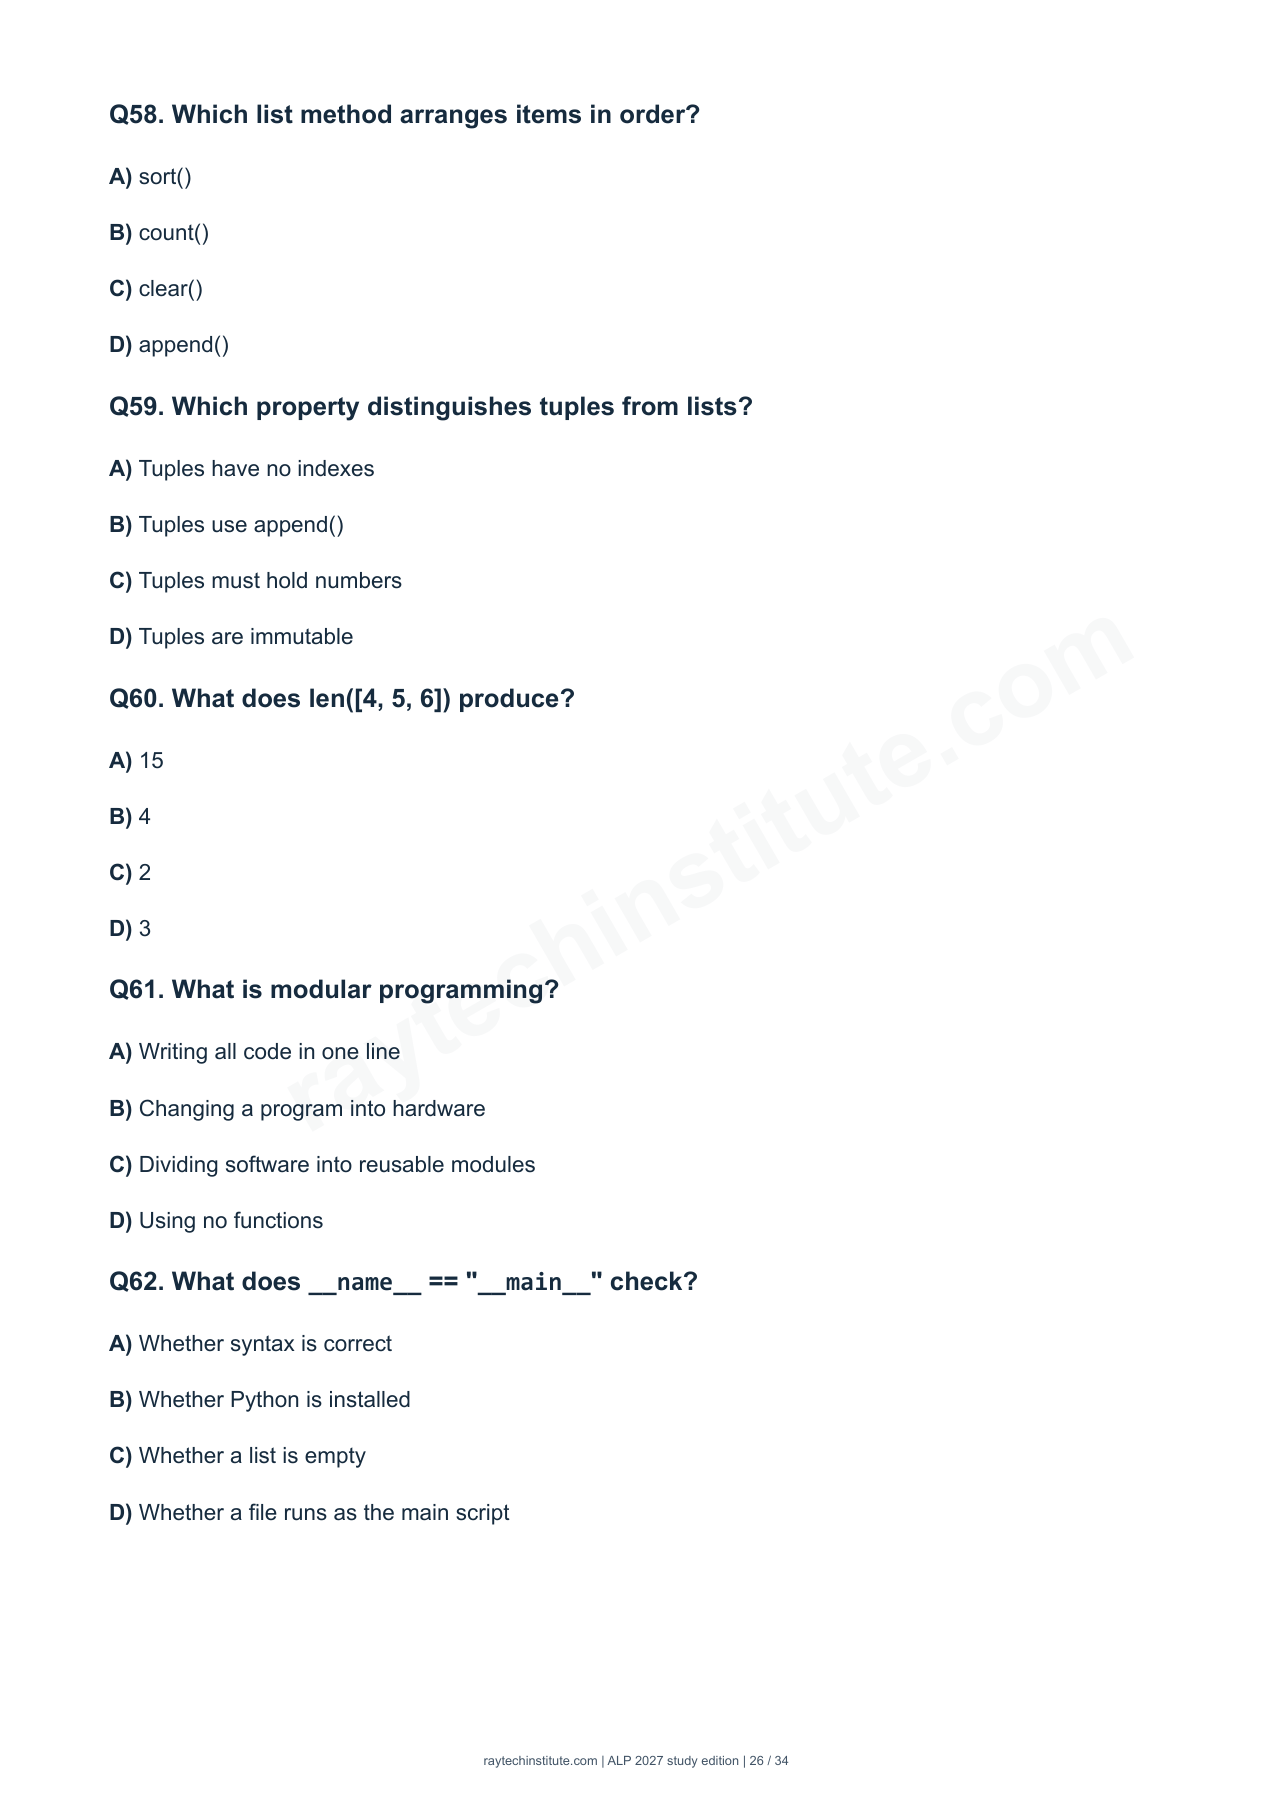 Q58. Which list method arranges items in order?
A) sort()
B) count()
C) clear()
D) append()
Q59. Which property distinguishes tuples from lists?
A) Tuples have no indexes
B) Tuples use append()
C) Tuples must hold numbers
D) Tuples are immutable
Q60. What does len([4, 5, 6]) produce?
A) 15
B) 4
C) 2
D) 3
Q61. What is modular programming?
A) Writing all code in one line
B) Changing a program into hardware
C) Dividing software into reusable modules
D) Using no functions
Q62. What does __name__ == "__main__" check?
A) Whether syntax is correct
B) Whether Python is installed
C) Whether a list is empty
D) Whether a file runs as the main script
raytechinstitute.com
raytechinstitute.com | ALP 2027 study edition | 26 / 34